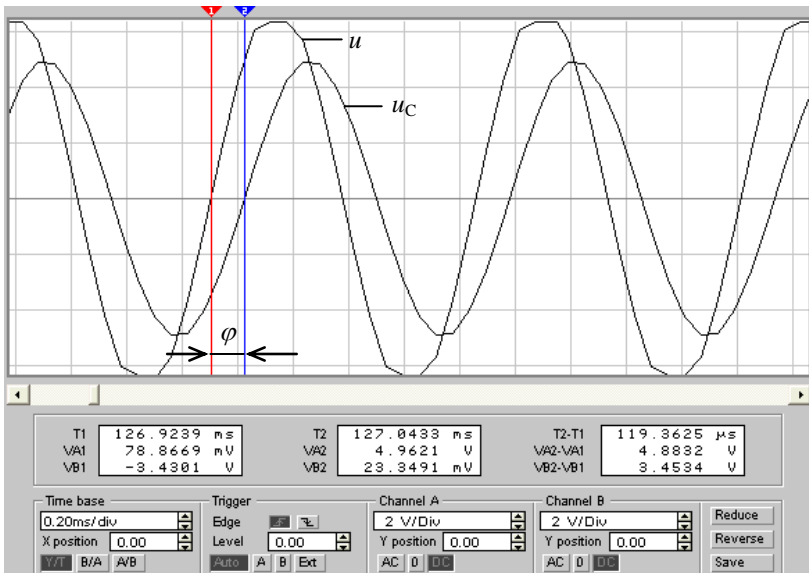 1 2
u
uC
φ
T1 126.9239 ms
VA1 78.8669 mV
VB1 -3.4301 V
T2 127.0433 ms
VA2 4.9621 V
VB2 23.3491 mV
T2-T1 119.3625 µs
VA2-VA1 4.8832 V
VB2-VB1 3.4534 V
Time base
0.20ms/div
X position 0.00
Y/T B/A A/B
Trigger
Edge
Level 0.00
Auto A B Ext
Channel A
2 V/Div
Y position 0.00
AC 0 DC
Channel B
2 V/Div
Y position 0.00
AC 0 DC
Reduce
Reverse
Save